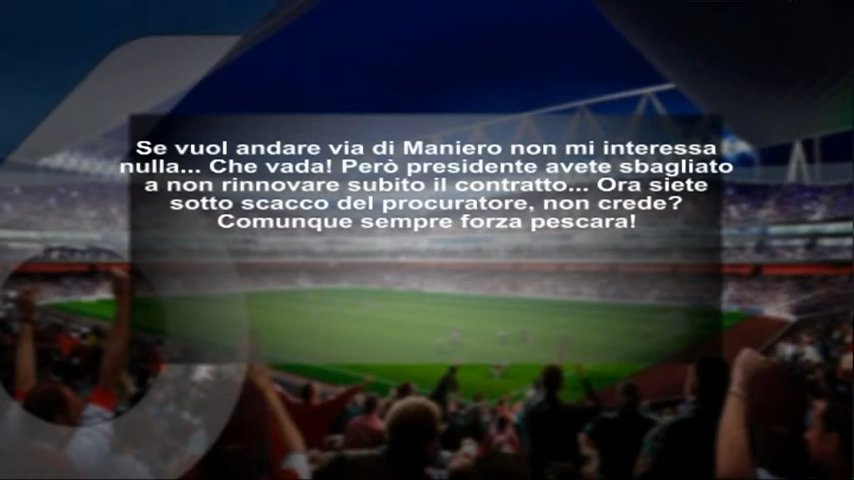 Se vuol andare via di Maniero non mi interessa
nulla... Che vada! Però presidente avete sbagliato
a non rinnovare subito il contratto... Ora siete
sotto scacco del procuratore, non crede?
Comunque sempre forza pescara!